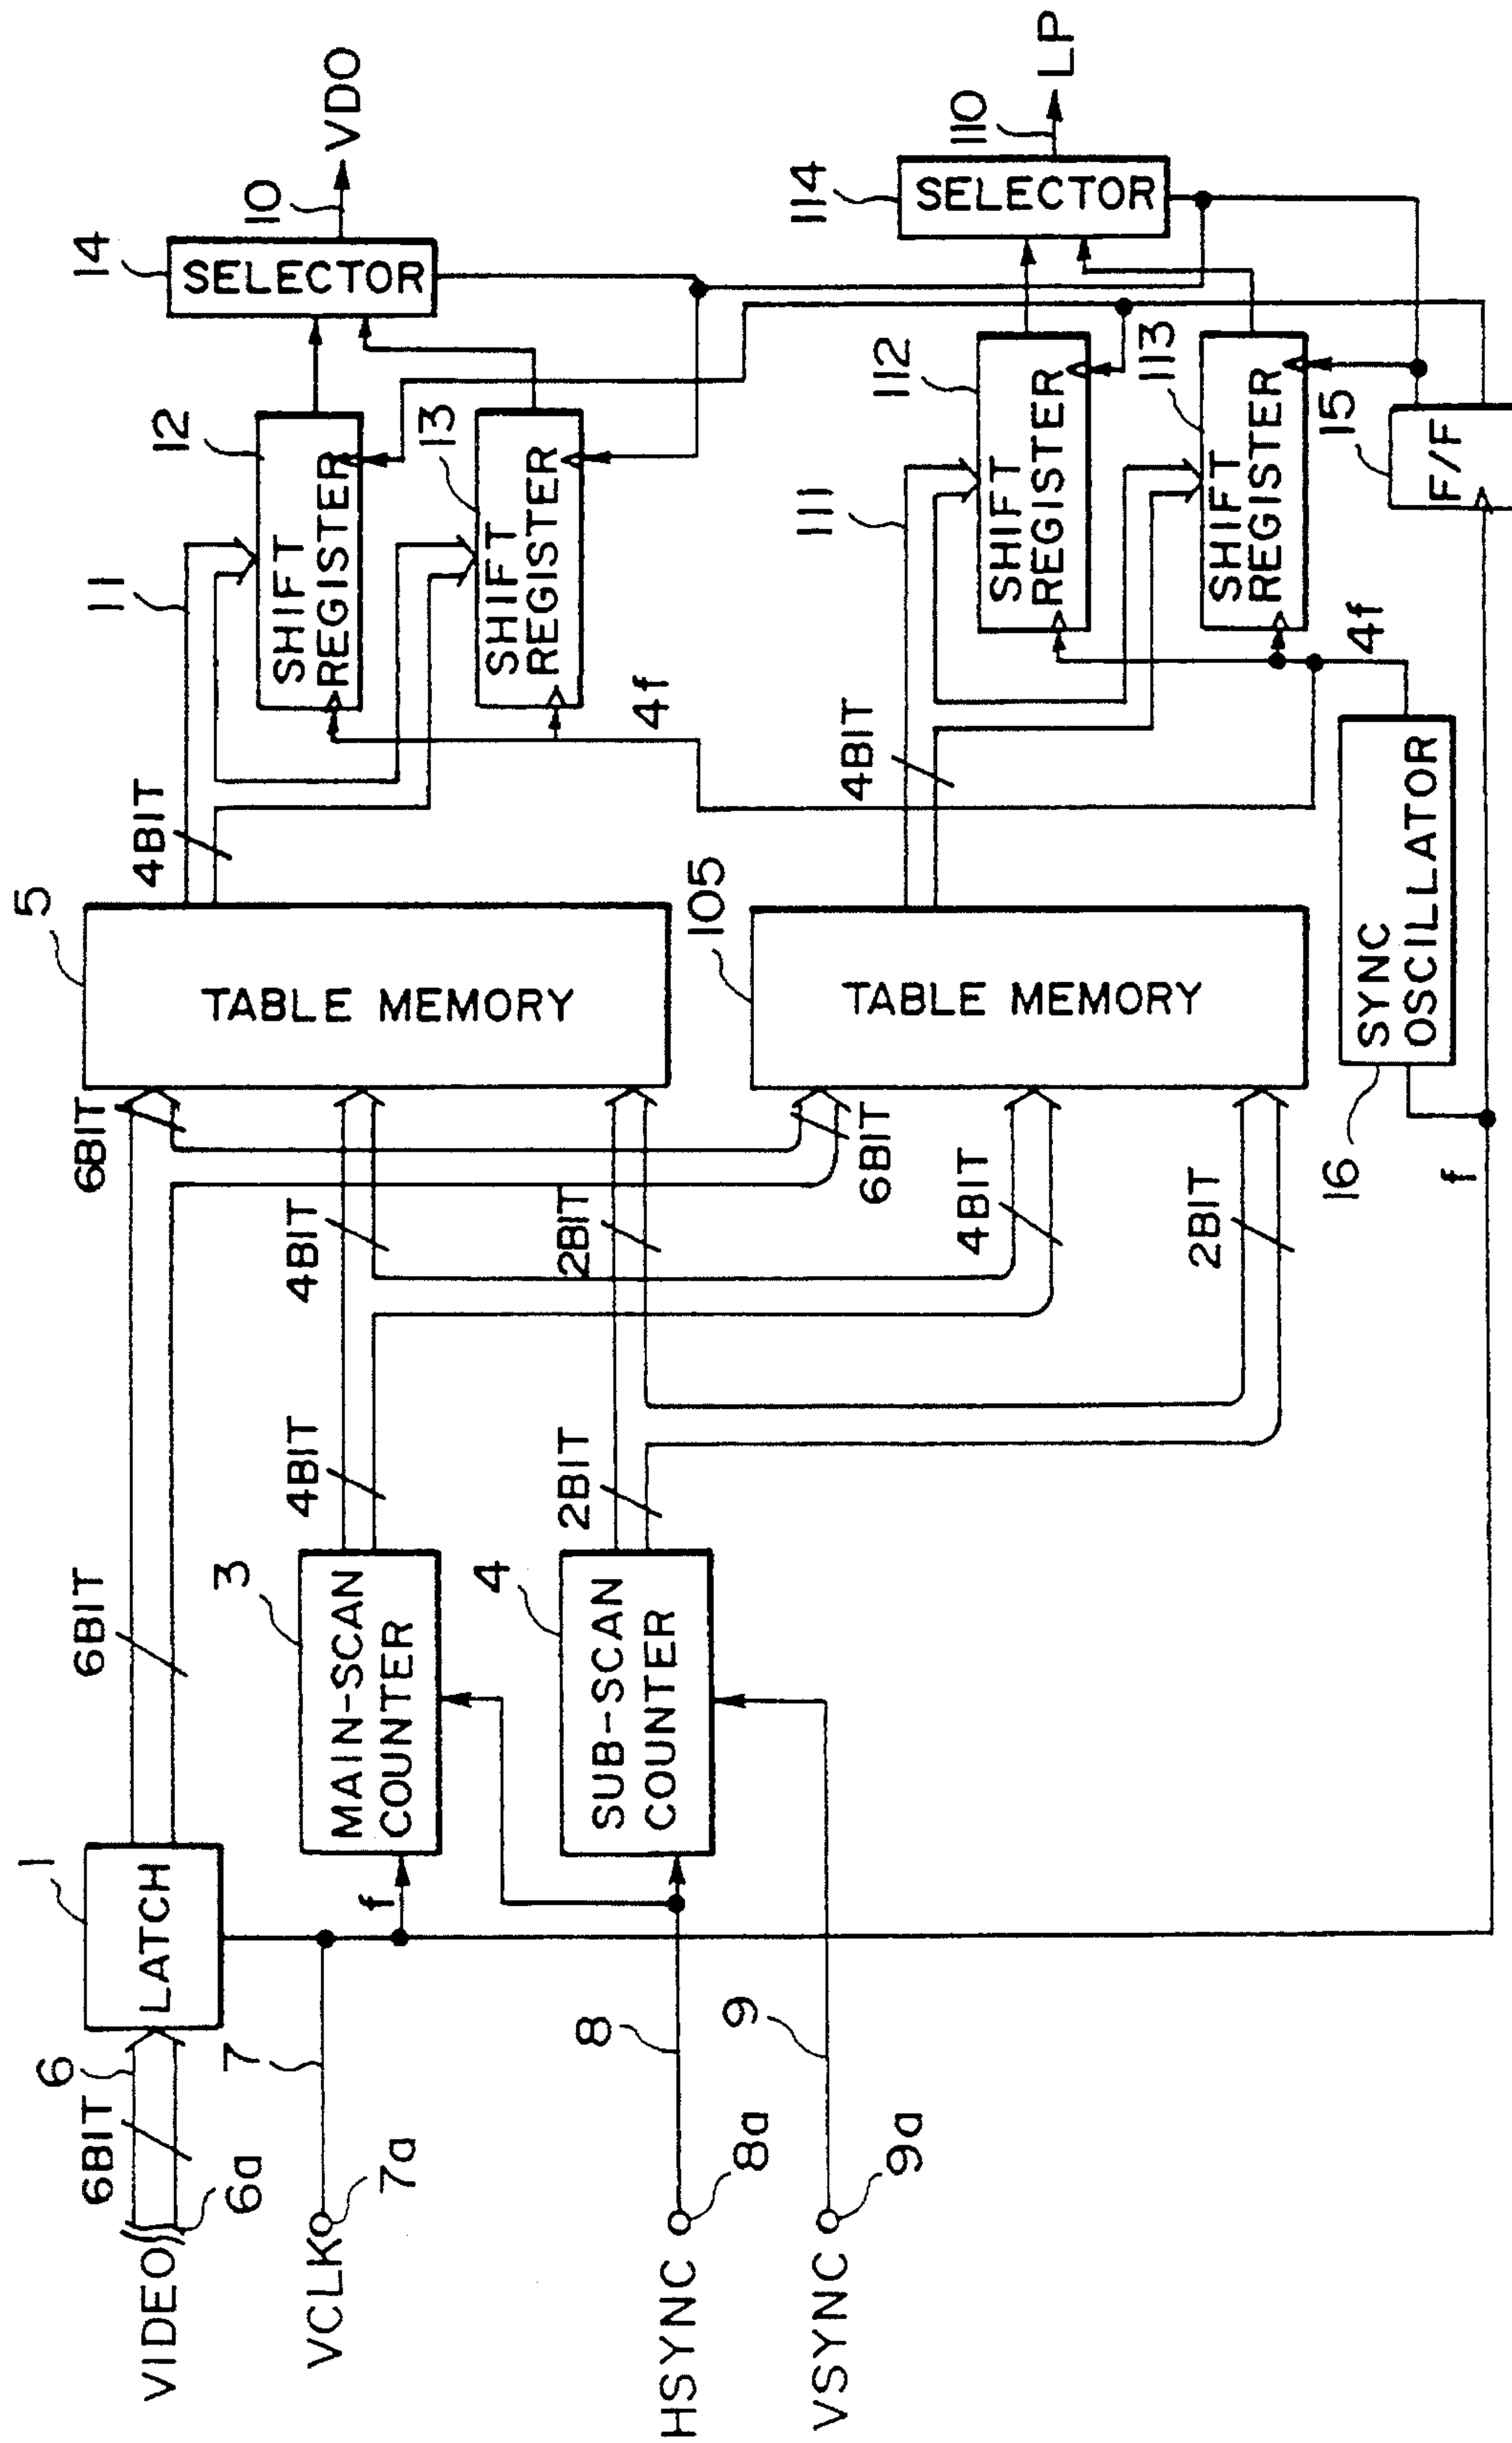 VIDEO
6BIT
6
6a
LATCH
1
6BIT
6BIT
TABLE MEMORY
5
4BIT
11
SHIFT
REGISTER
12
SELECTOR
14
10
VDO
VCLK
7a
7
f
MAIN-SCAN
COUNTER
3
4BIT
4BIT
SHIFT
REGISTER
13
4f
HSYNC
8a
8
SUB-SCAN
COUNTER
4
2BIT
2BIT
VSYNC
9a
9
6BIT
4BIT
2BIT
TABLE MEMORY
105
4BIT
111
SHIFT
REGISTER
112
SELECTOR
114
110
LP
SHIFT
REGISTER
113
4f
SYNC
OSCILLATOR
16
f
F/F
15